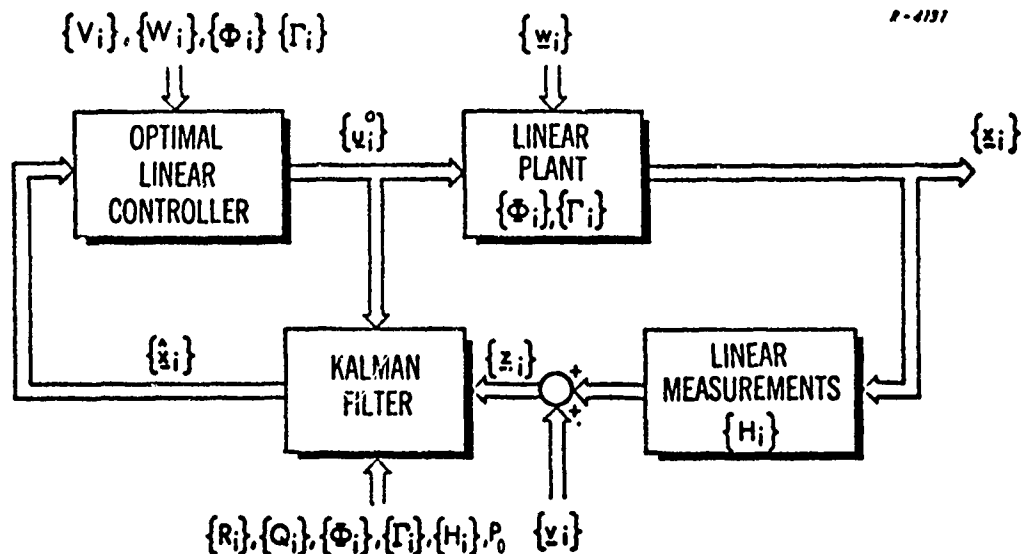 R-4737
{V_i}, {W_i}, {Φ_i} {Γ_i}
{w_i}
OPTIMAL
LINEAR
CONTROLLER
{u_i^o}
LINEAR
PLANT
{Φ_i}, {Γ_i}
{x_i}
{x̂_i}
KALMAN
FILTER
{z_i}
+
+
LINEAR
MEASUREMENTS
{H_i}
{R_i}, {Q_i}, {Φ_i}, {Γ_i}, {H_i}, P_0
{v_i}